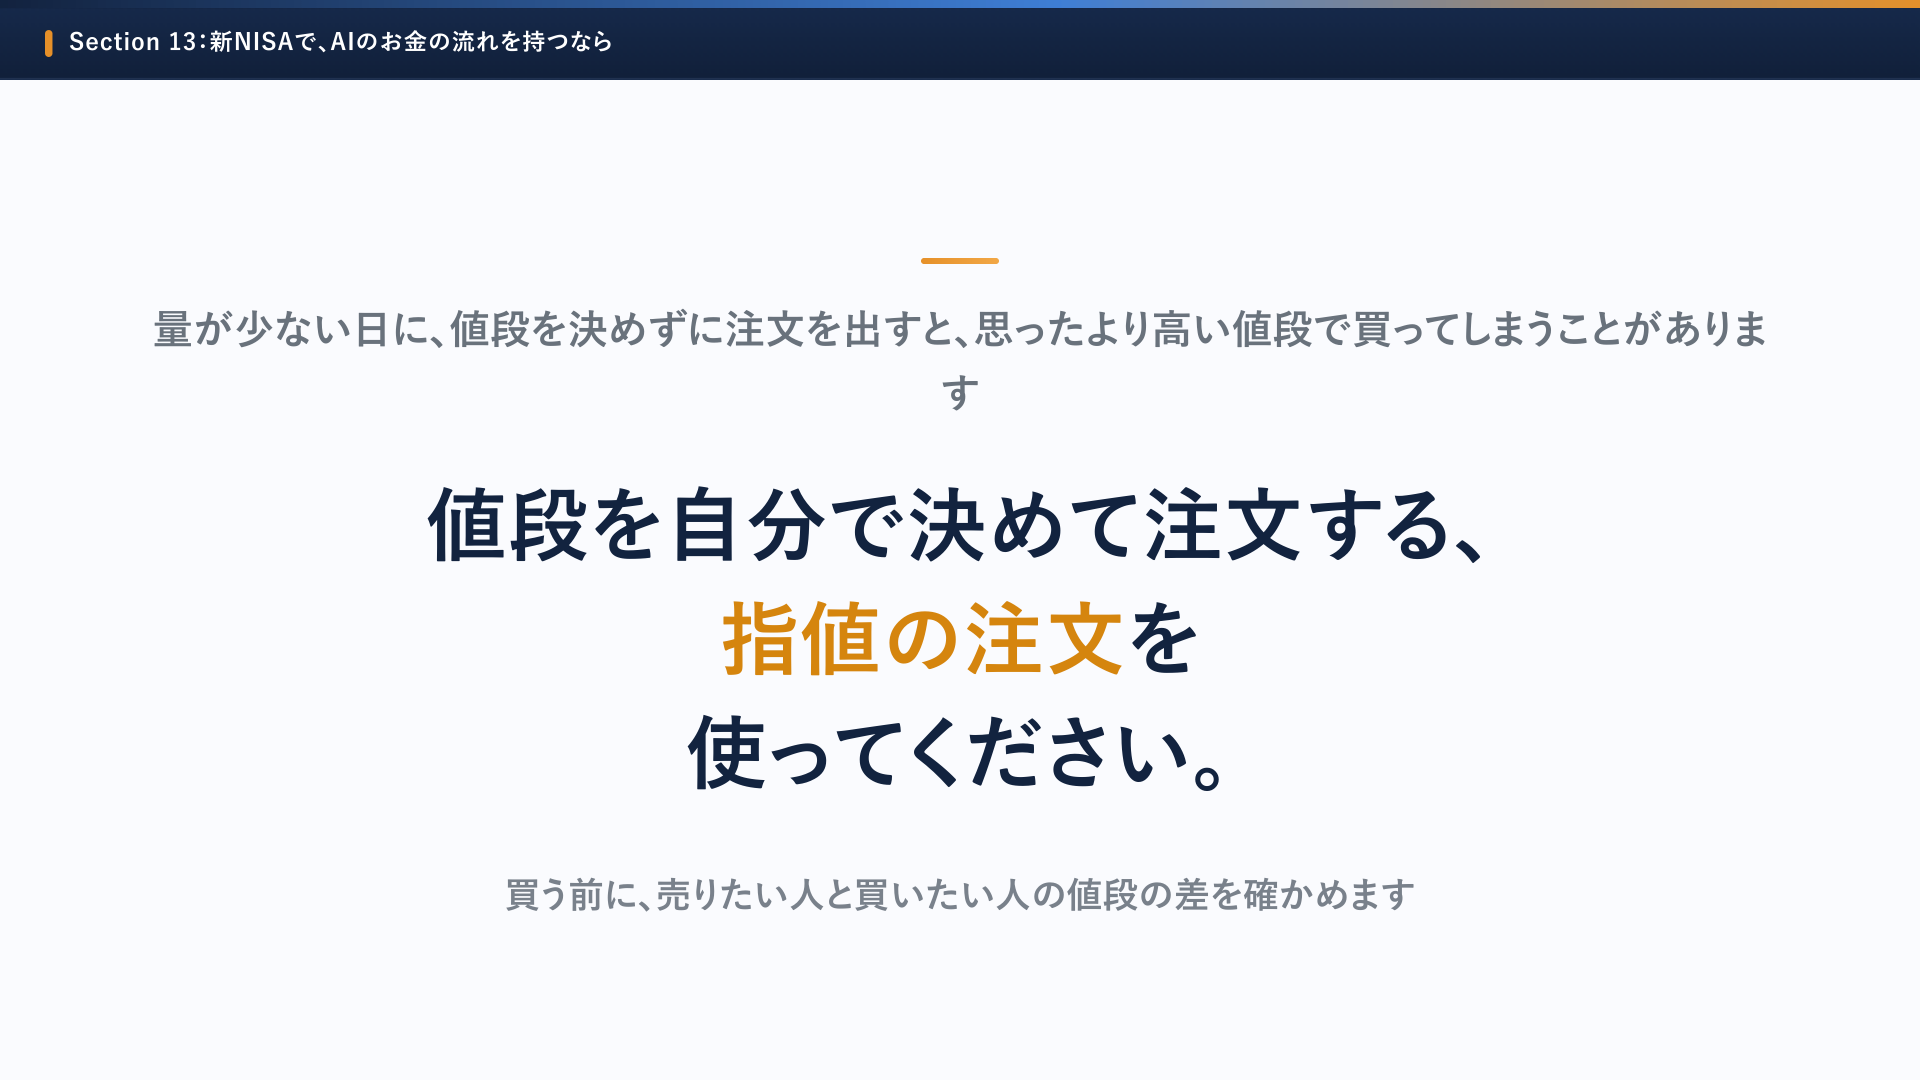 Section 13：新NISAで、AIのお金の流れを持つなら
量が少ない日に、値段を決めずに注文を出すと、思ったより高い値段で買ってしまうことがありま
す
値段を自分で決めて注文する、
指値の注文を
使ってください。
買う前に、売りたい人と買いたい人の値段の差を確かめます